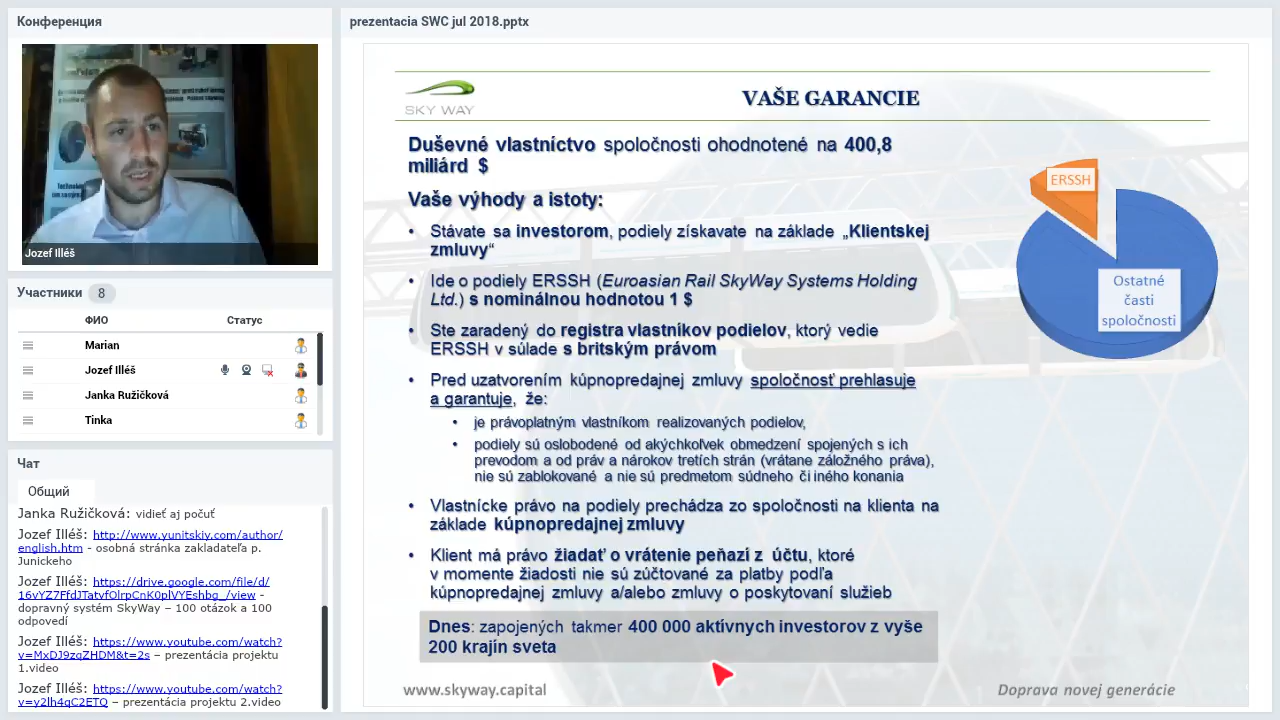 Конференция
Jozef Illéš
Участники 8
ФИО Статус
Marian
Jozef Illéš
Janka Ružičková
Tinka
Чат
Общий
Janka Ružičková: vidieť aj počuť
Jozef Illéš: http://www.yunitskiy.com/author/
english.htm - osobná stránka zakladateľa p.
Junickeho
Jozef Illéš: https://drive.google.com/file/d/
16vYZ7FfdJTatvfOlrpCnK0plVYEshbg_/view -
dopravný systém SkyWay – 100 otázok a 100
odpovedí
Jozef Illéš: https://www.youtube.com/watch?
v=MxDJ9zqZHDM&t=2s – prezentácia projektu
1.video
Jozef Illéš: https://www.youtube.com/watch?
v=y2lh4qC2ETQ – prezentácia projektu 2.video
prezentacia SWC jul 2018.pptx
SKY WAY
VAŠE GARANCIE
Duševné vlastníctvo spoločnosti ohodnotené na 400,8
miliárd $
Vaše výhody a istoty:
• Stávate sa investorom, podiely získavate na základe „Klientskej
zmluvy“
• Ide o podiely ERSSH (Euroasian Rail SkyWay Systems Holding
Ltd.) s nominálnou hodnotou 1 $
• Ste zaradený do registra vlastníkov podielov, ktorý vedie
ERSSH v súlade s britským právom
• Pred uzatvorením kúpnopredajnej zmluvy spoločnosť prehlasuje
a garantuje, že:
• je právoplatným vlastníkom realizovaných podielov,
• podiely sú oslobodené od akýchkoľvek obmedzení spojených s ich
prevodom a od práv a nárokov tretích strán (vrátane záložného práva),
nie sú zablokované a nie sú predmetom súdneho či iného konania
• Vlastnícke právo na podiely prechádza zo spoločnosti na klienta na
základe kúpnopredajnej zmluvy
• Klient má právo žiadať o vrátenie peňazí z účtu, ktoré
v momente žiadosti nie sú zúčtované za platby podľa
kúpnopredajnej zmluvy a/alebo zmluvy o poskytovaní služieb
Dnes: zapojených takmer 400 000 aktívnych investorov z vyše
200 krajín sveta
ERSSH
Ostatné
časti
spoločnosti
www.skyway.capital
Doprava novej generácie